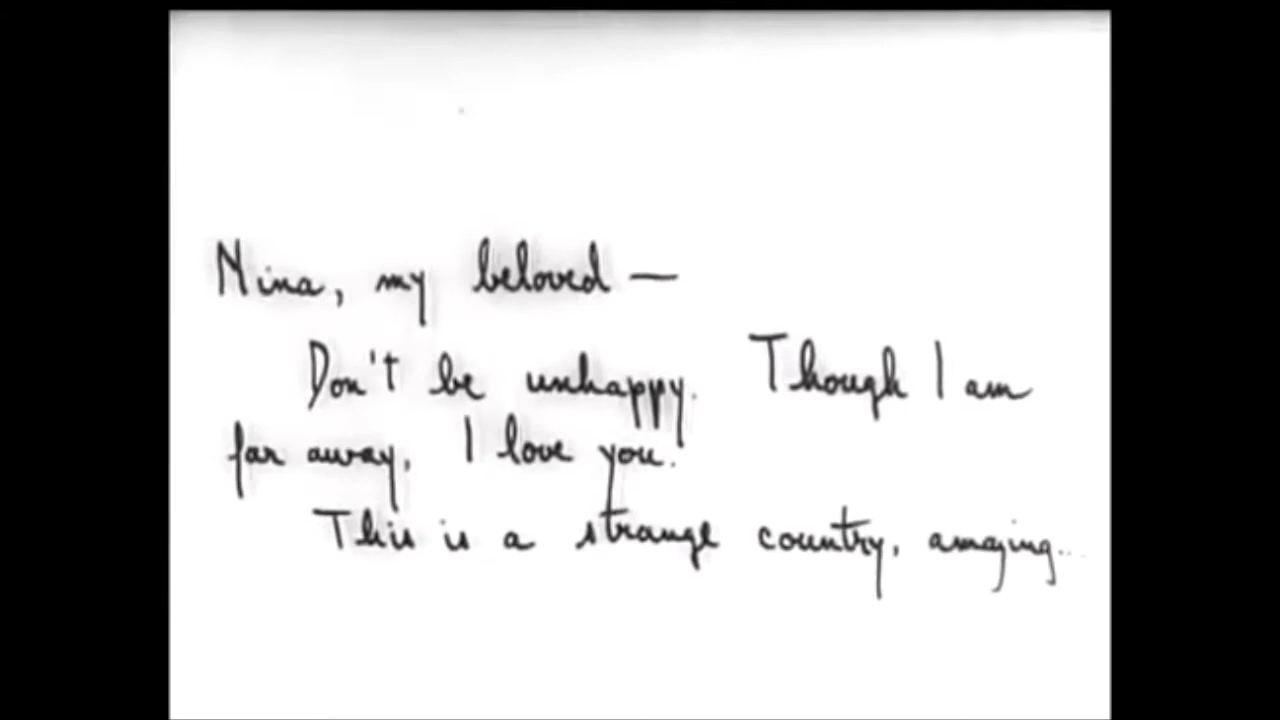 Nina, my beloved —
Don't be unhappy. Though I am
far away, I love you.
This is a strange country, amazing...